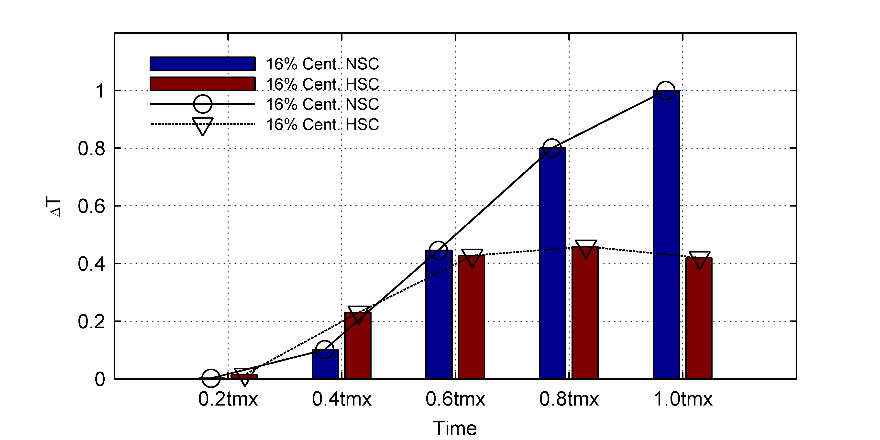 16% Cent. NSC
16% Cent. HSC
16% Cent. NSC
16% Cent. HSC
1
0.8
0.6
0.4
0.2
0
ΔT
0.2tmx 0.4tmx 0.6tmx 0.8tmx 1.0tmx
Time